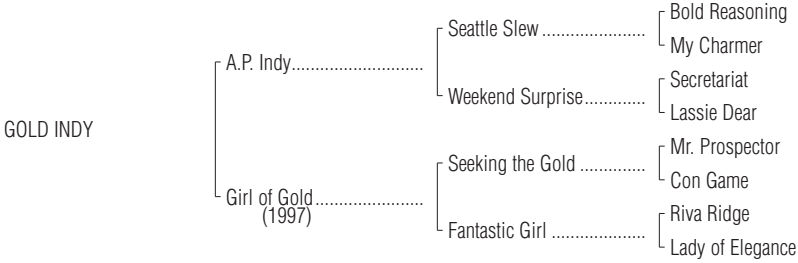 Bold Reasoning
Seattle Slew ......................
My Charmer
A.P. Indy............................
Secretariat
Weekend Surprise.............
Lassie Dear
GOLD INDY
Mr. Prospector
Seeking the Gold ..............
Con Game
Girl of Gold.......................
(1997)
Riva Ridge
Fantastic Girl ....................
Lady of Elegance